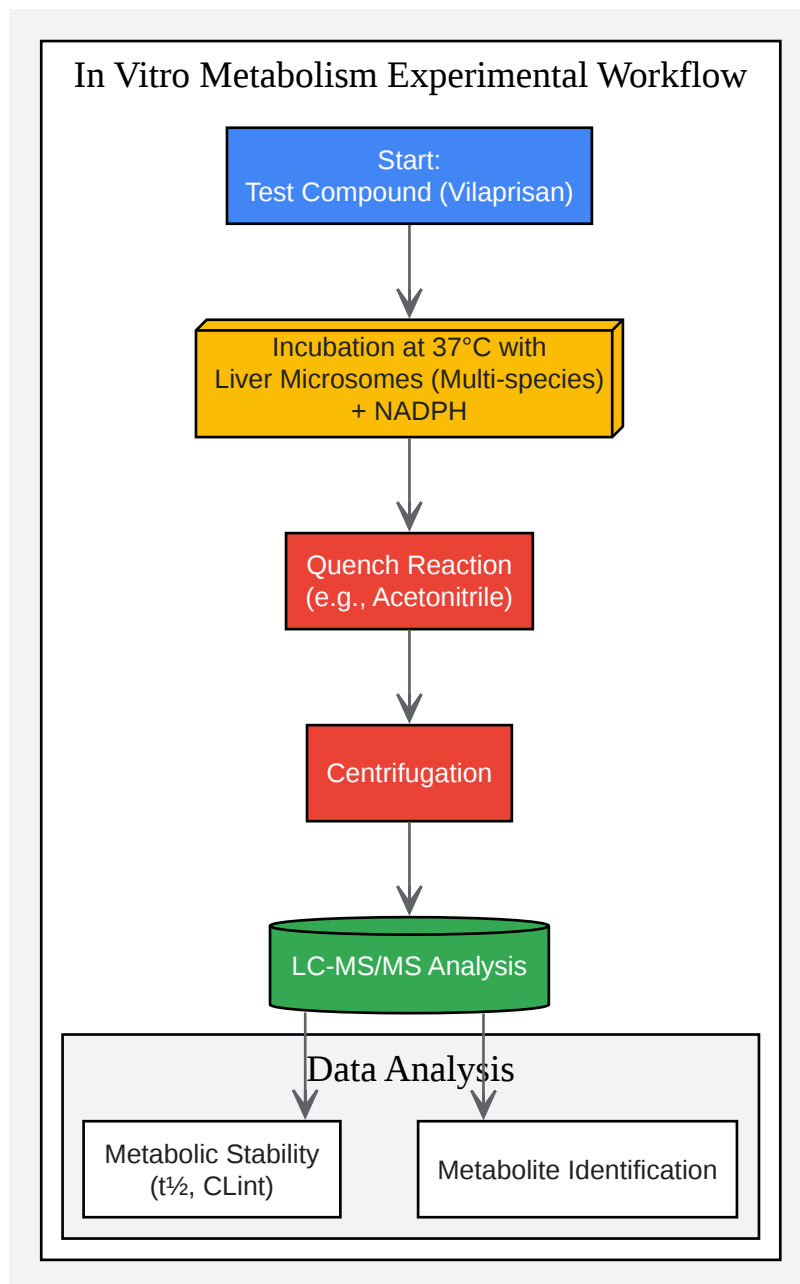 In Vitro Metabolism Experimental Workflow
Start:
Test Compound (Vilaprisan)
Incubation at 37°C with
Liver Microsomes (Multi-species)
+ NADPH
Quench Reaction
(e.g., Acetonitrile)
Centrifugation
LC-MS/MS Analysis
Data Analysis
Metabolic Stability
(t½, CLint)
Metabolite Identification